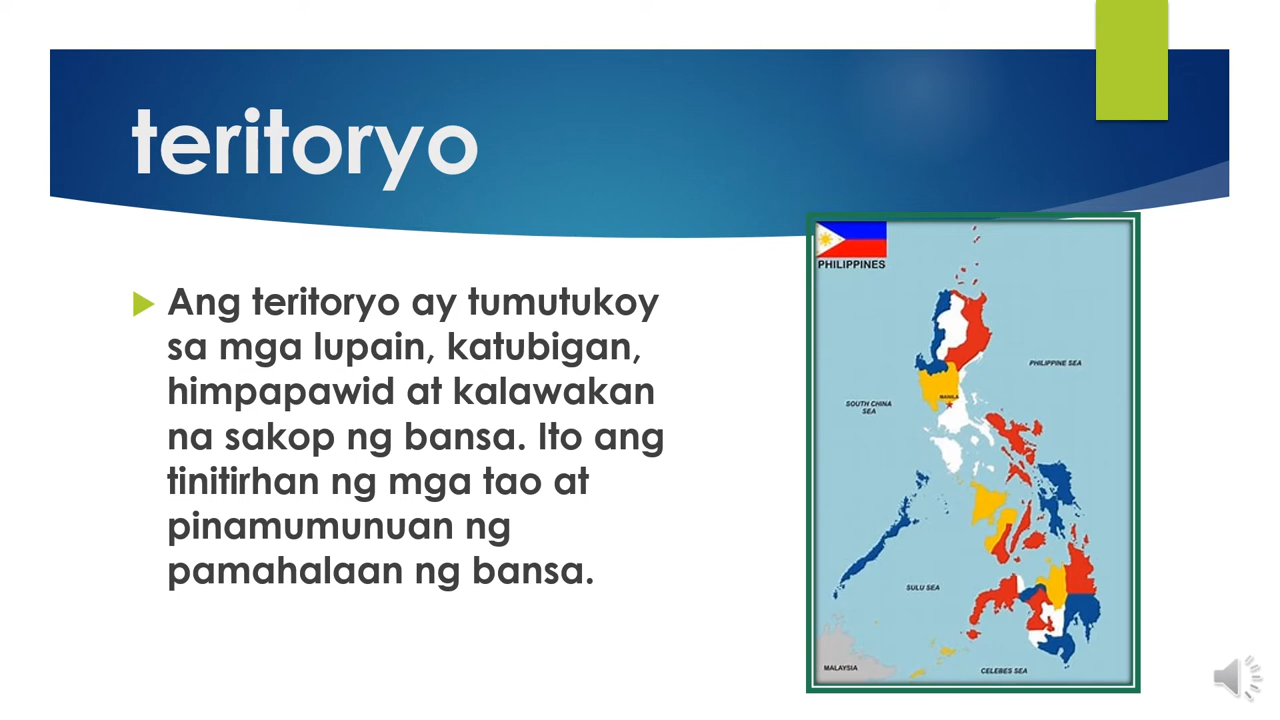 teritoryo
Ang teritoryo ay tumutukoy
sa mga lupain, katubigan,
himpapawid at kalawakan
na sakop ng bansa. Ito ang
tinitirhan ng mga tao at
pinamumunuan ng
pamahalaan ng bansa.
PHILIPPINES
PHILIPPINE SEA
MANILA
SOUTH CHINA
SEA
SULU SEA
MALAYSIA
CELEBES SEA